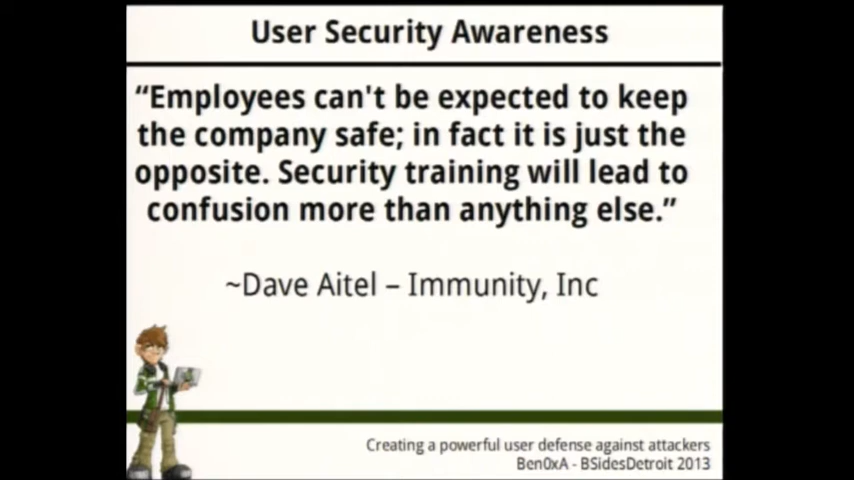 User Security Awareness
“Employees can't be expected to keep
the company safe; in fact it is just the
opposite. Security training will lead to
confusion more than anything else.”
~Dave Aitel – Immunity, Inc
Creating a powerful user defense against attackers
Ben0xA - BSidesDetroit 2013